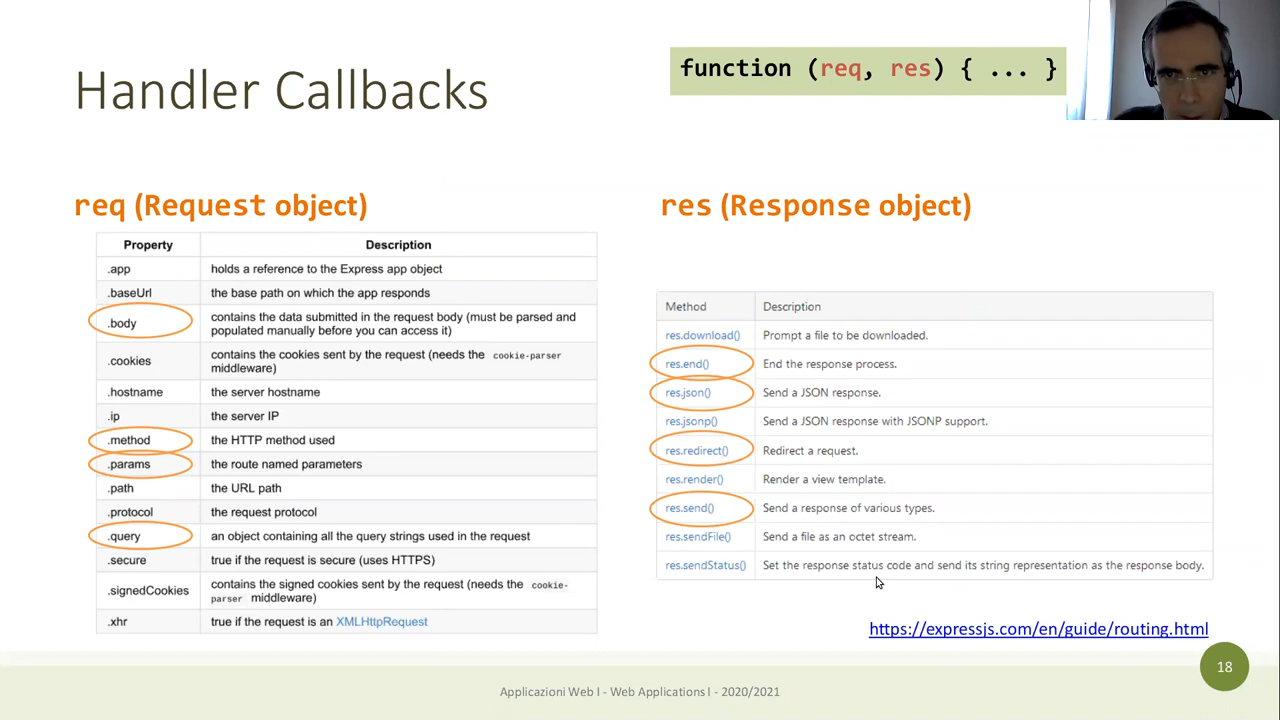 Handler Callbacks
function (req, res) { ... }
req (Request object)
Property Description
.app holds a reference to the Express app object
.baseUrl the base path on which the app responds
.body contains the data submitted in the request body (must be parsed and
populated manually before you can access it)
.cookies contains the cookies sent by the request (needs the cookie-parser
middleware)
.hostname the server hostname
.ip the server IP
.method the HTTP method used
.params the route named parameters
.path the URL path
.protocol the request protocol
.query an object containing all the query strings used in the request
.secure true if the request is secure (uses HTTPS)
.signedCookies contains the signed cookies sent by the request (needs the cookie-
parser middleware)
.xhr true if the request is an XMLHttpRequest
res (Response object)
Method Description
res.download() Prompt a file to be downloaded.
res.end() End the response process.
res.json() Send a JSON response.
res.jsonp() Send a JSON response with JSONP support.
res.redirect() Redirect a request.
res.render() Render a view template.
res.send() Send a response of various types.
res.sendFile() Send a file as an octet stream.
res.sendStatus() Set the response status code and send its string representation as the response body.
https://expressjs.com/en/guide/routing.html
18
Applicazioni Web I - Web Applications I - 2020/2021